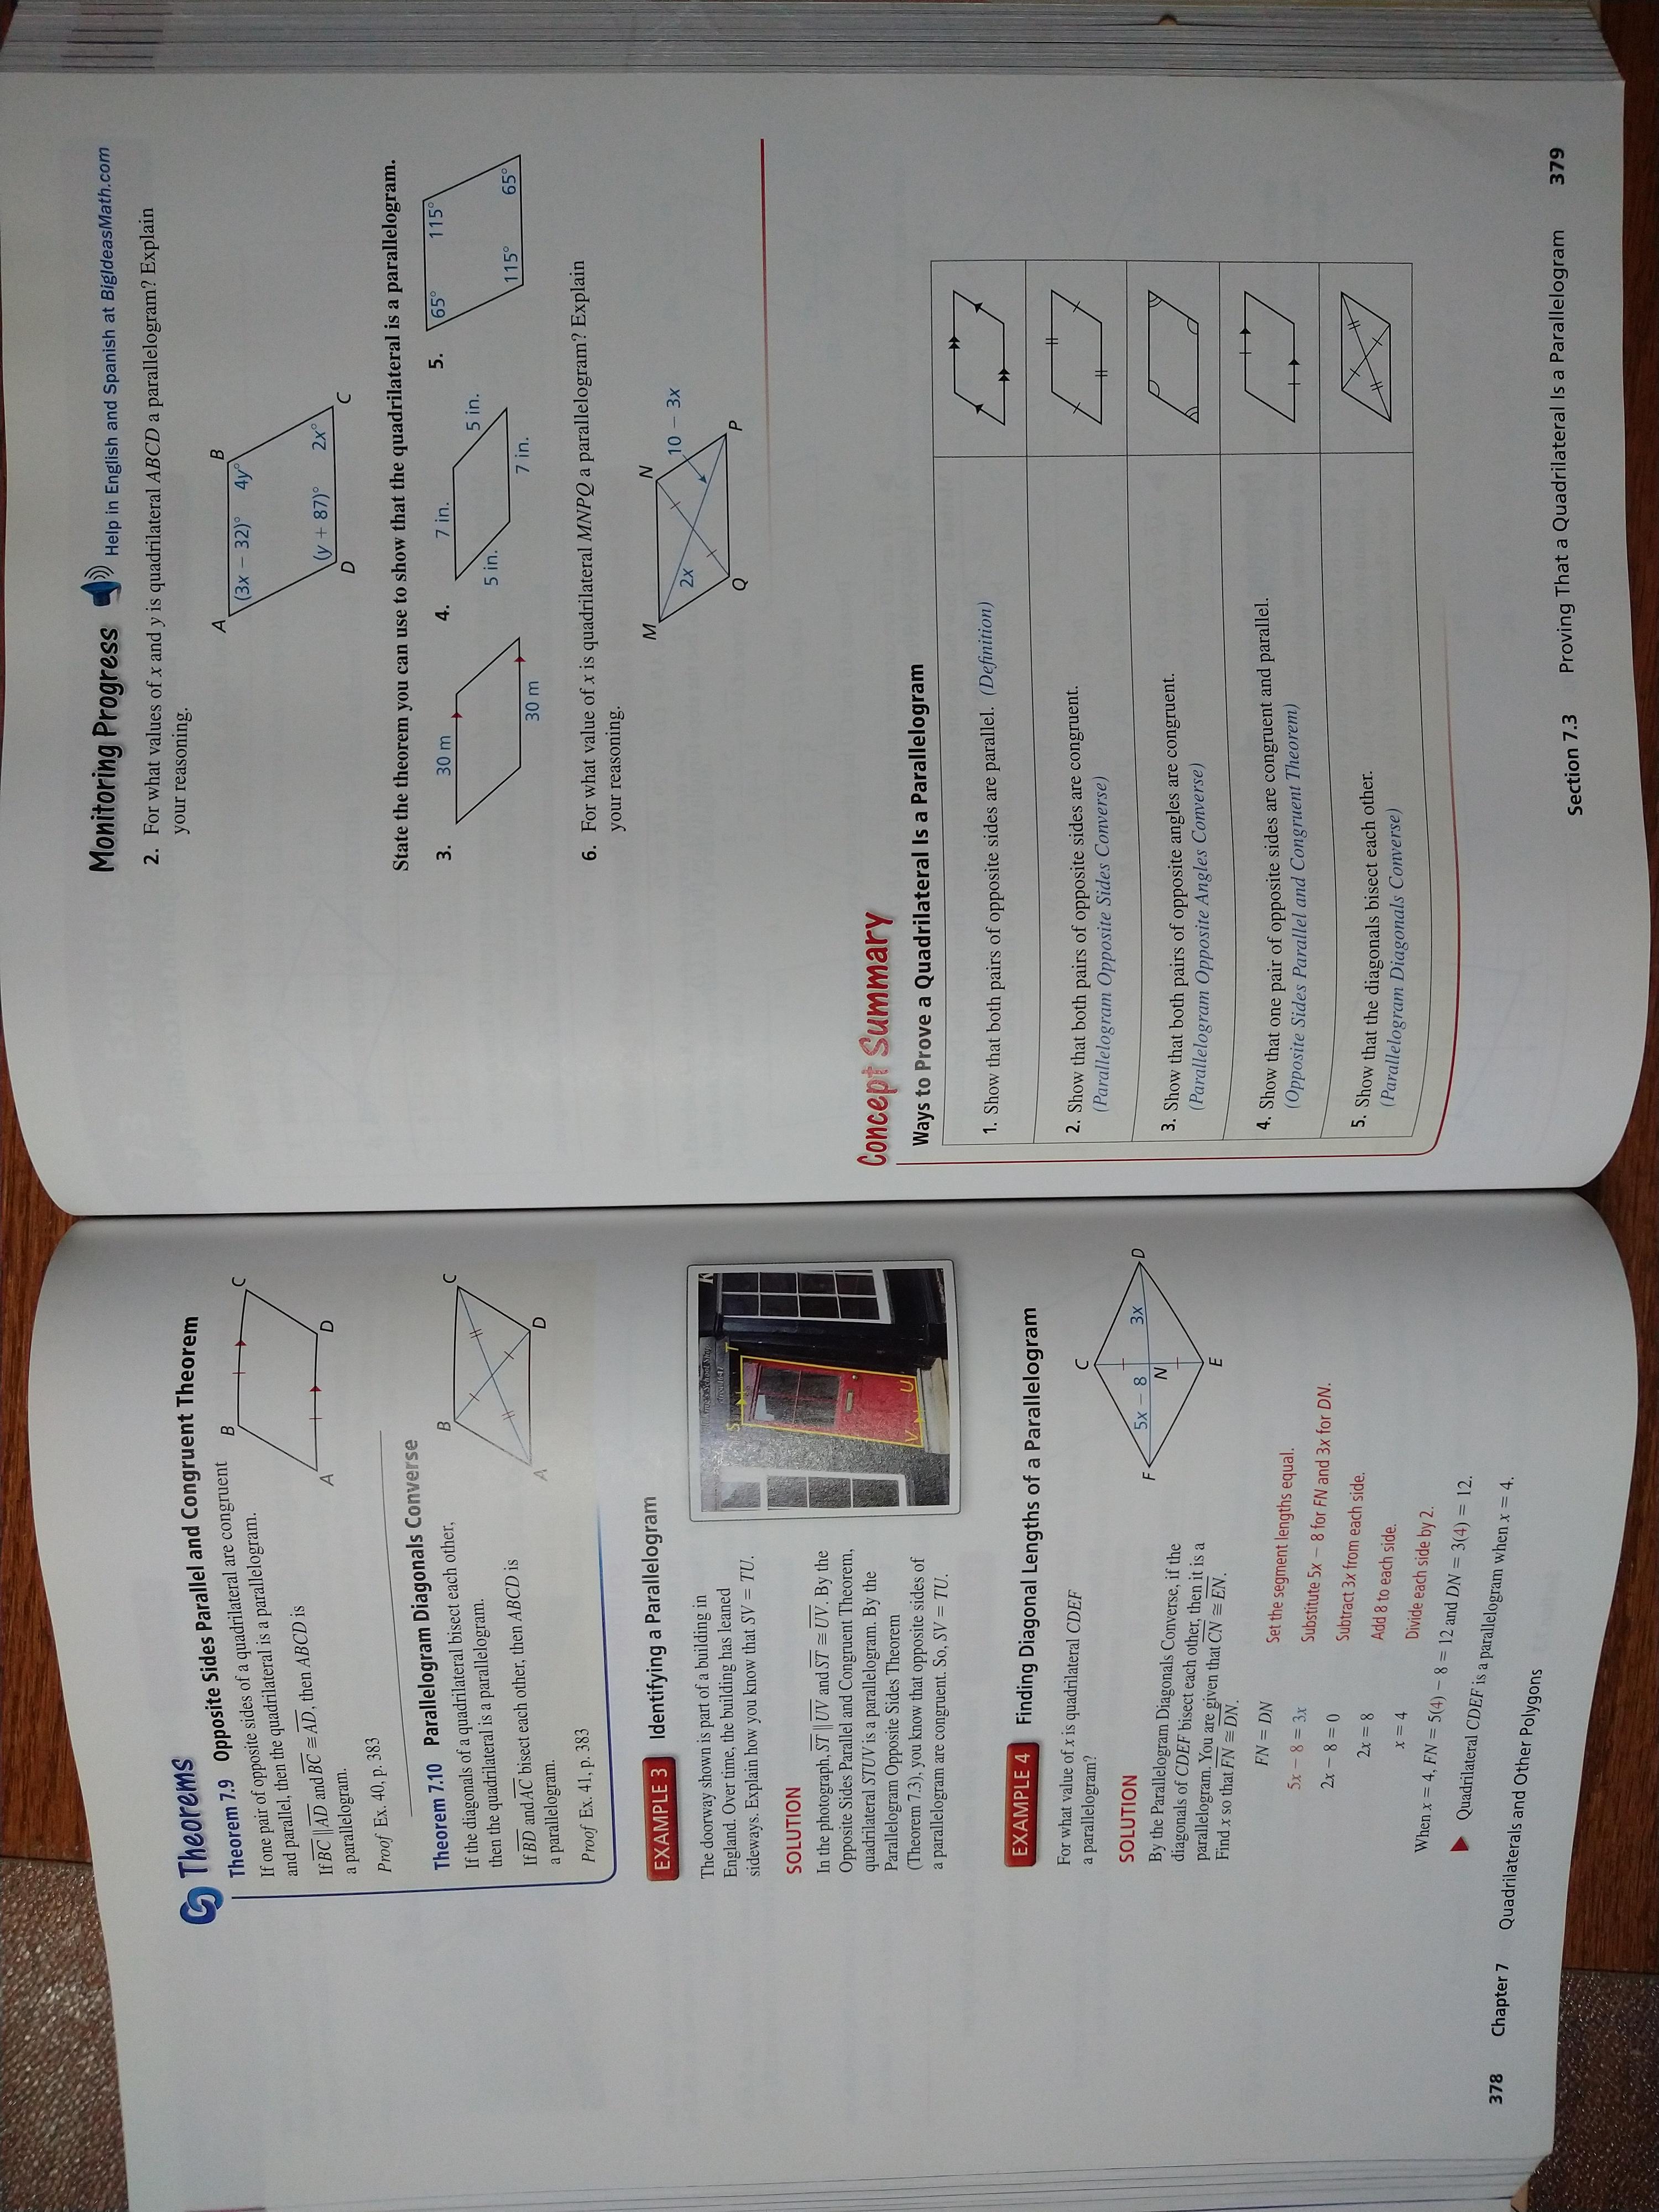 Theorems
Theorem 7.9 Opposite Sides Parallel and Congruent Theorem
If one pair of opposite sides of a quadrilateral are congruent
and parallel, then the quadrilateral is a parallelogram.
If BC ∥ AD and BC ≅ AD, then ABCD is
a parallelogram.
Proof Ex. 40, p. 383
B
C
A
D
Theorem 7.10 Parallelogram Diagonals Converse
If the diagonals of a quadrilateral bisect each other,
then the quadrilateral is a parallelogram.
If BD and AC bisect each other, then ABCD is
a parallelogram.
Proof Ex. 41, p. 383
B
C
A
D
EXAMPLE 3 Identifying a Parallelogram
The doorway shown is part of a building in
England. Over time, the building has leaned
sideways. Explain how you know that SV = TU.
SOLUTION
In the photograph, ST ∥ UV and ST ≅ UV. By the
Opposite Sides Parallel and Congruent Theorem,
quadrilateral STUV is a parallelogram. By the
Parallelogram Opposite Sides Theorem
(Theorem 7.3), you know that opposite sides of
a parallelogram are congruent. So, SV = TU.
King's School Shop
K
S
T
V
U
EXAMPLE 4 Finding Diagonal Lengths of a Parallelogram
For what value of x is quadrilateral CDEF
a parallelogram?
SOLUTION
By the Parallelogram Diagonals Converse, if the
diagonals of CDEF bisect each other, then it is a
parallelogram. You are given that CN ≅ EN.
Find x so that FN ≅ DN.
C
F
5x − 8
3x
D
N
E
FN = DN Set the segment lengths equal.
5x − 8 = 3x Substitute 5x − 8 for FN and 3x for DN.
2x − 8 = 0 Subtract 3x from each side.
2x = 8 Add 8 to each side.
x = 4 Divide each side by 2.
When x = 4, FN = 5(4) − 8 = 12 and DN = 3(4) = 12.
Quadrilateral CDEF is a parallelogram when x = 4.
378 Chapter 7 Quadrilaterals and Other Polygons
Monitoring Progress Help in English and Spanish at BigIdeasMath.com
2. For what values of x and y is quadrilateral ABCD a parallelogram? Explain
your reasoning.
A
B
(3x − 32)° 4y°
(y + 87)° 2x°
D
C
State the theorem you can use to show that the quadrilateral is a parallelogram.
3.
30 m
30 m
4.
7 in.
5 in.
5 in.
7 in.
5.
65° 115°
115° 65°
6. For what value of x is quadrilateral MNPQ a parallelogram? Explain
your reasoning.
M
N
2x
10 − 3x
Q
P
Concept Summary
Ways to Prove a Quadrilateral Is a Parallelogram
1. Show that both pairs of opposite sides are parallel. (Definition)
2. Show that both pairs of opposite sides are congruent.
(Parallelogram Opposite Sides Converse)
3. Show that both pairs of opposite angles are congruent.
(Parallelogram Opposite Angles Converse)
4. Show that one pair of opposite sides are congruent and parallel.
(Opposite Sides Parallel and Congruent Theorem)
5. Show that the diagonals bisect each other.
(Parallelogram Diagonals Converse)
Section 7.3 Proving That a Quadrilateral Is a Parallelogram 379